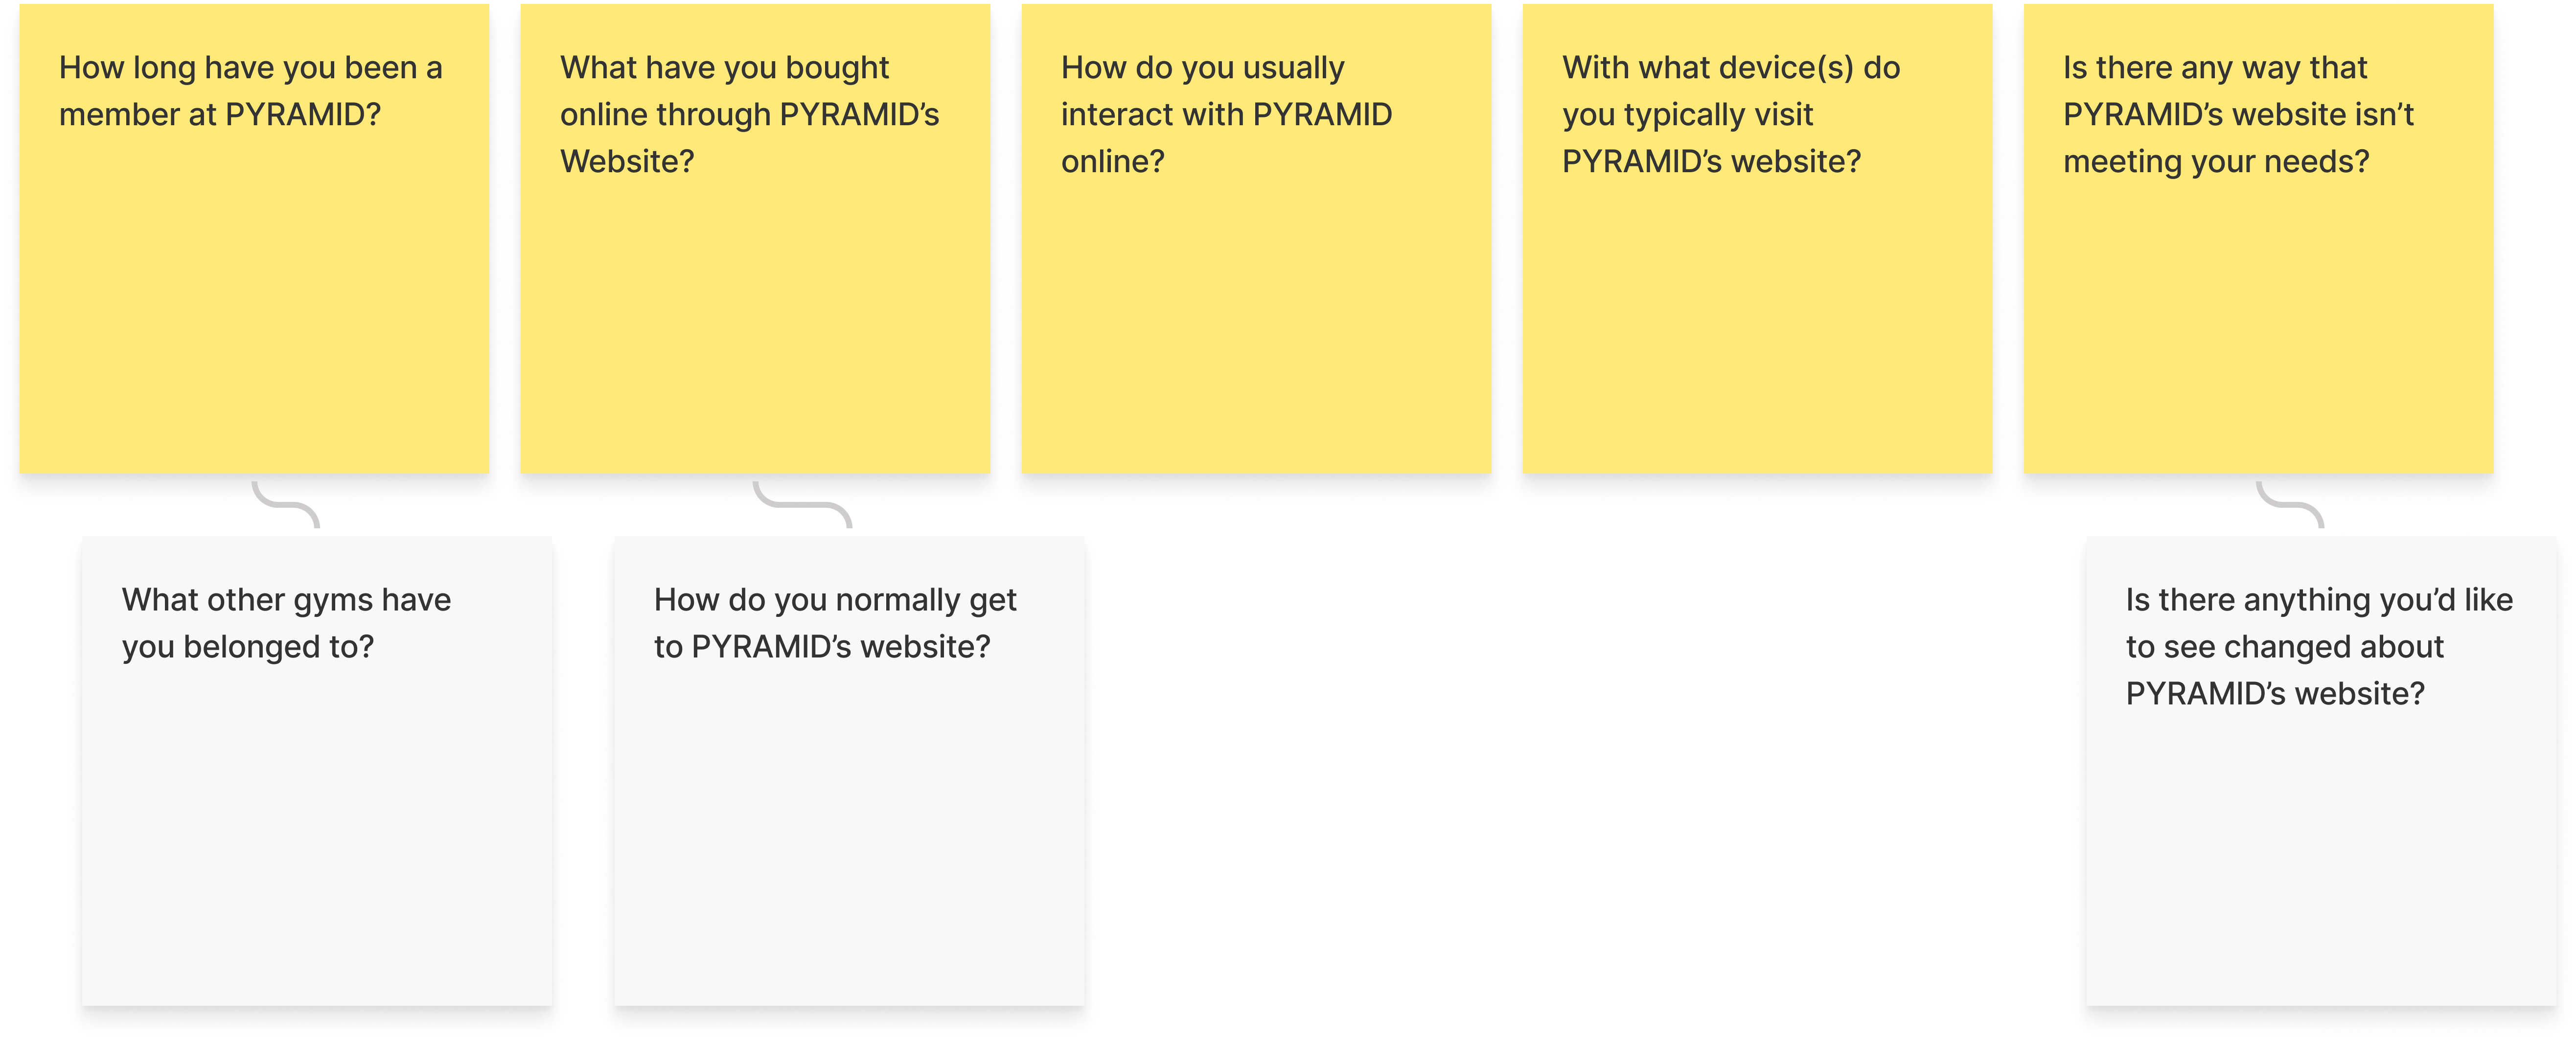 How long have you been a
member at PYRAMID?
What have you bought
online through PYRAMID’s
Website?
How do you usually
interact with PYRAMID
online?
With what device(s) do
you typically visit
PYRAMID’s website?
Is there any way that
PYRAMID’s website isn’t
meeting your needs?
What other gyms have
you belonged to?
How do you normally get
to PYRAMID’s website?
Is there anything you’d like
to see changed about
PYRAMID’s website?